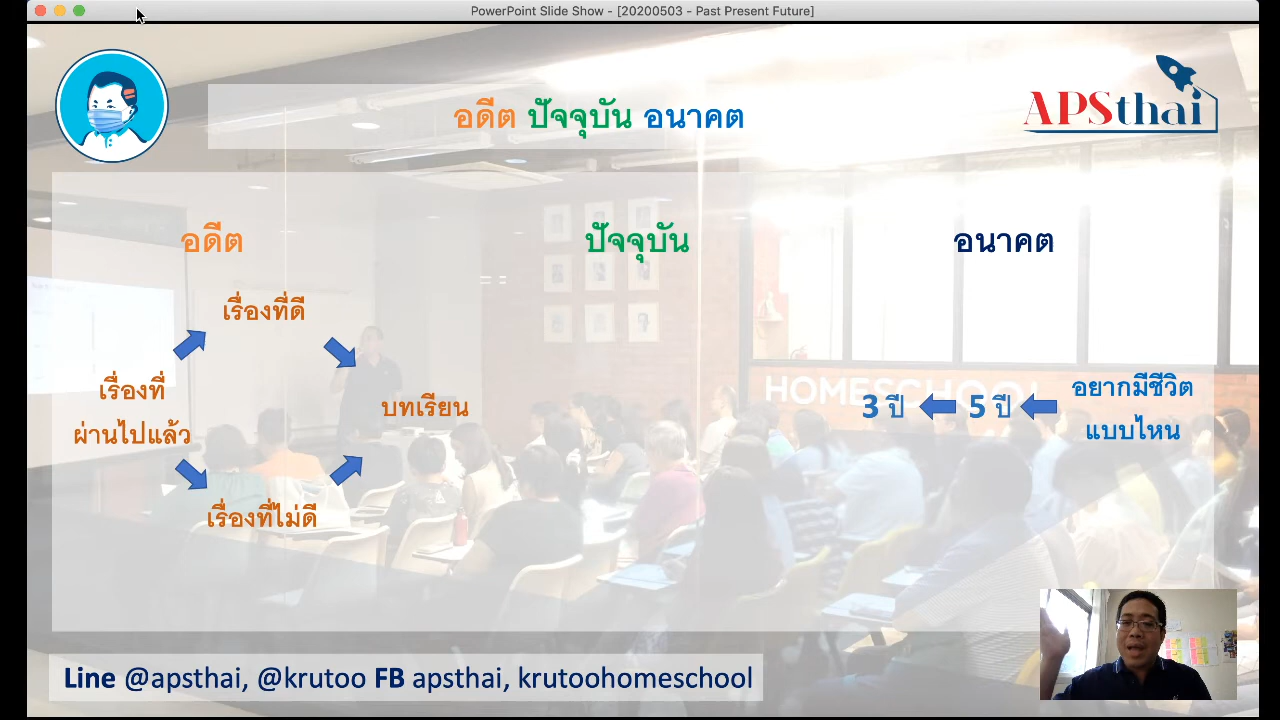 PowerPoint Slide Show - [20200503 - Past Present Future]
อดีต ปัจจุบัน อนาคต
APSthai
อดีต
ปัจจุบัน
อนาคต
เรื่องที่ดี
เรื่องที่
ผ่านไปแล้ว
บทเรียน
เรื่องที่ไม่ดี
HOMESCHOOL
3 ปี
5 ปี
อยากมีชีวิต
แบบไหน
Line @apsthai, @krutoo FB apsthai, krutoohomeschool